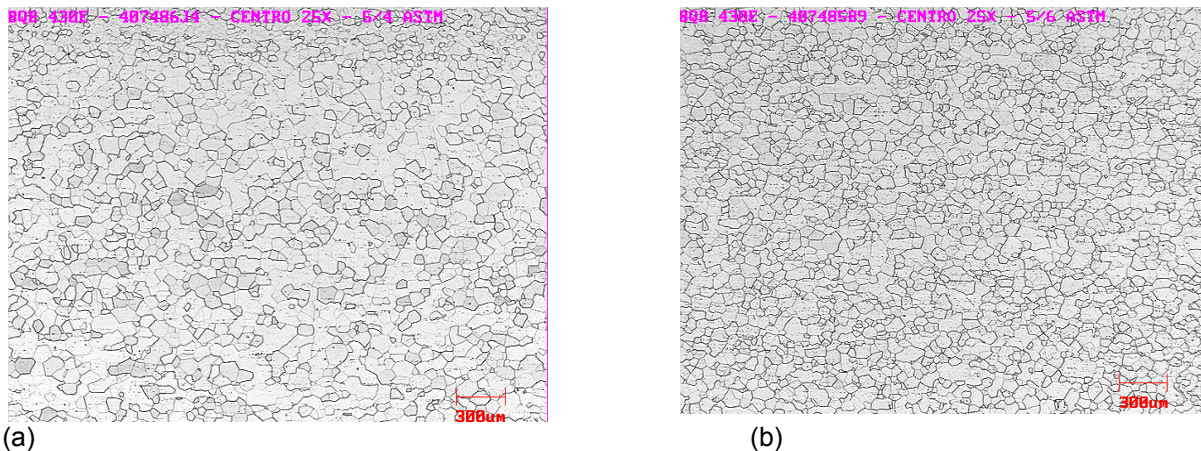 BQB 430E - 407486J4 - CENTRO 25X - 5/4 ASTM
BQB 430E - 407485B9 - CENTRO 25X - 5/6 ASTM
300um
300um
(a)
(b)